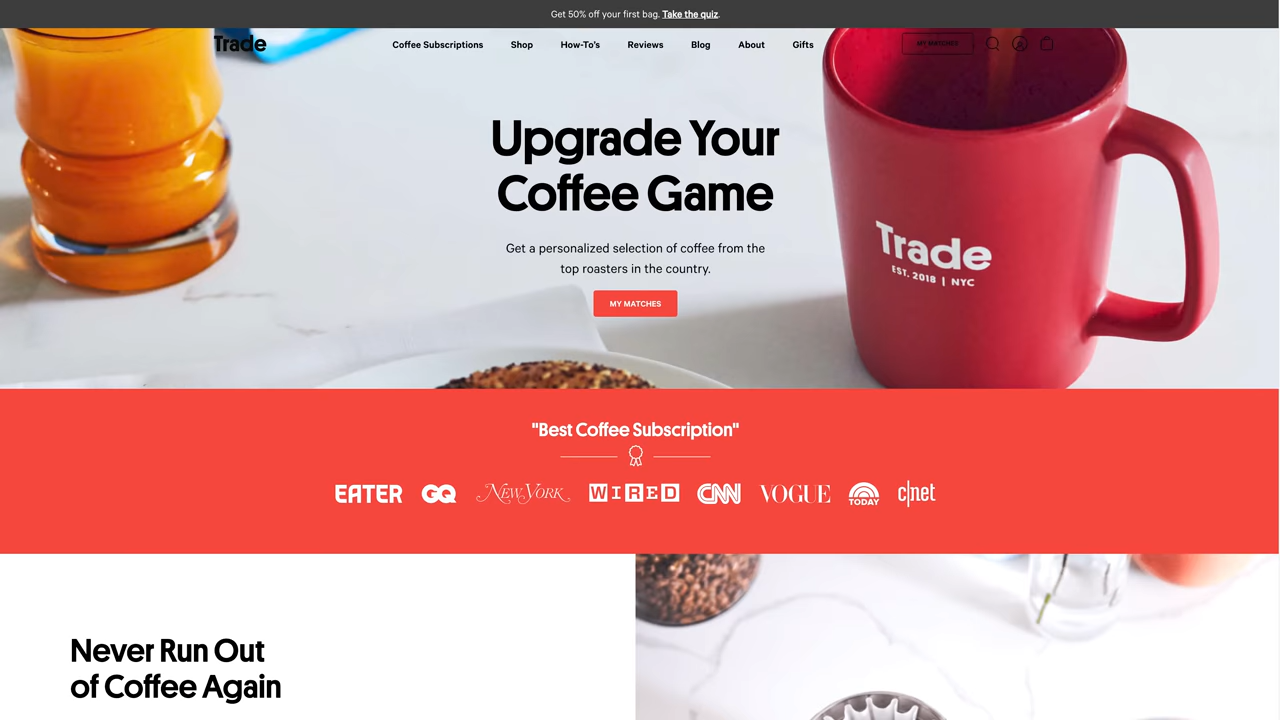 Get 50% off your first bag. Take the quiz.
Trade
Coffee Subscriptions
Shop
How-To's
Reviews
Blog
About
Gifts
MY MATCHES
Upgrade Your
Coffee Game
Get a personalized selection of coffee from the
top roasters in the country.
MY MATCHES
Trade
EST. 2018 | NYC
"Best Coffee Subscription"
EATER
GQ
NEW YORK
WIRED
CNN
VOGUE
TODAY
c|net
Never Run Out
of Coffee Again